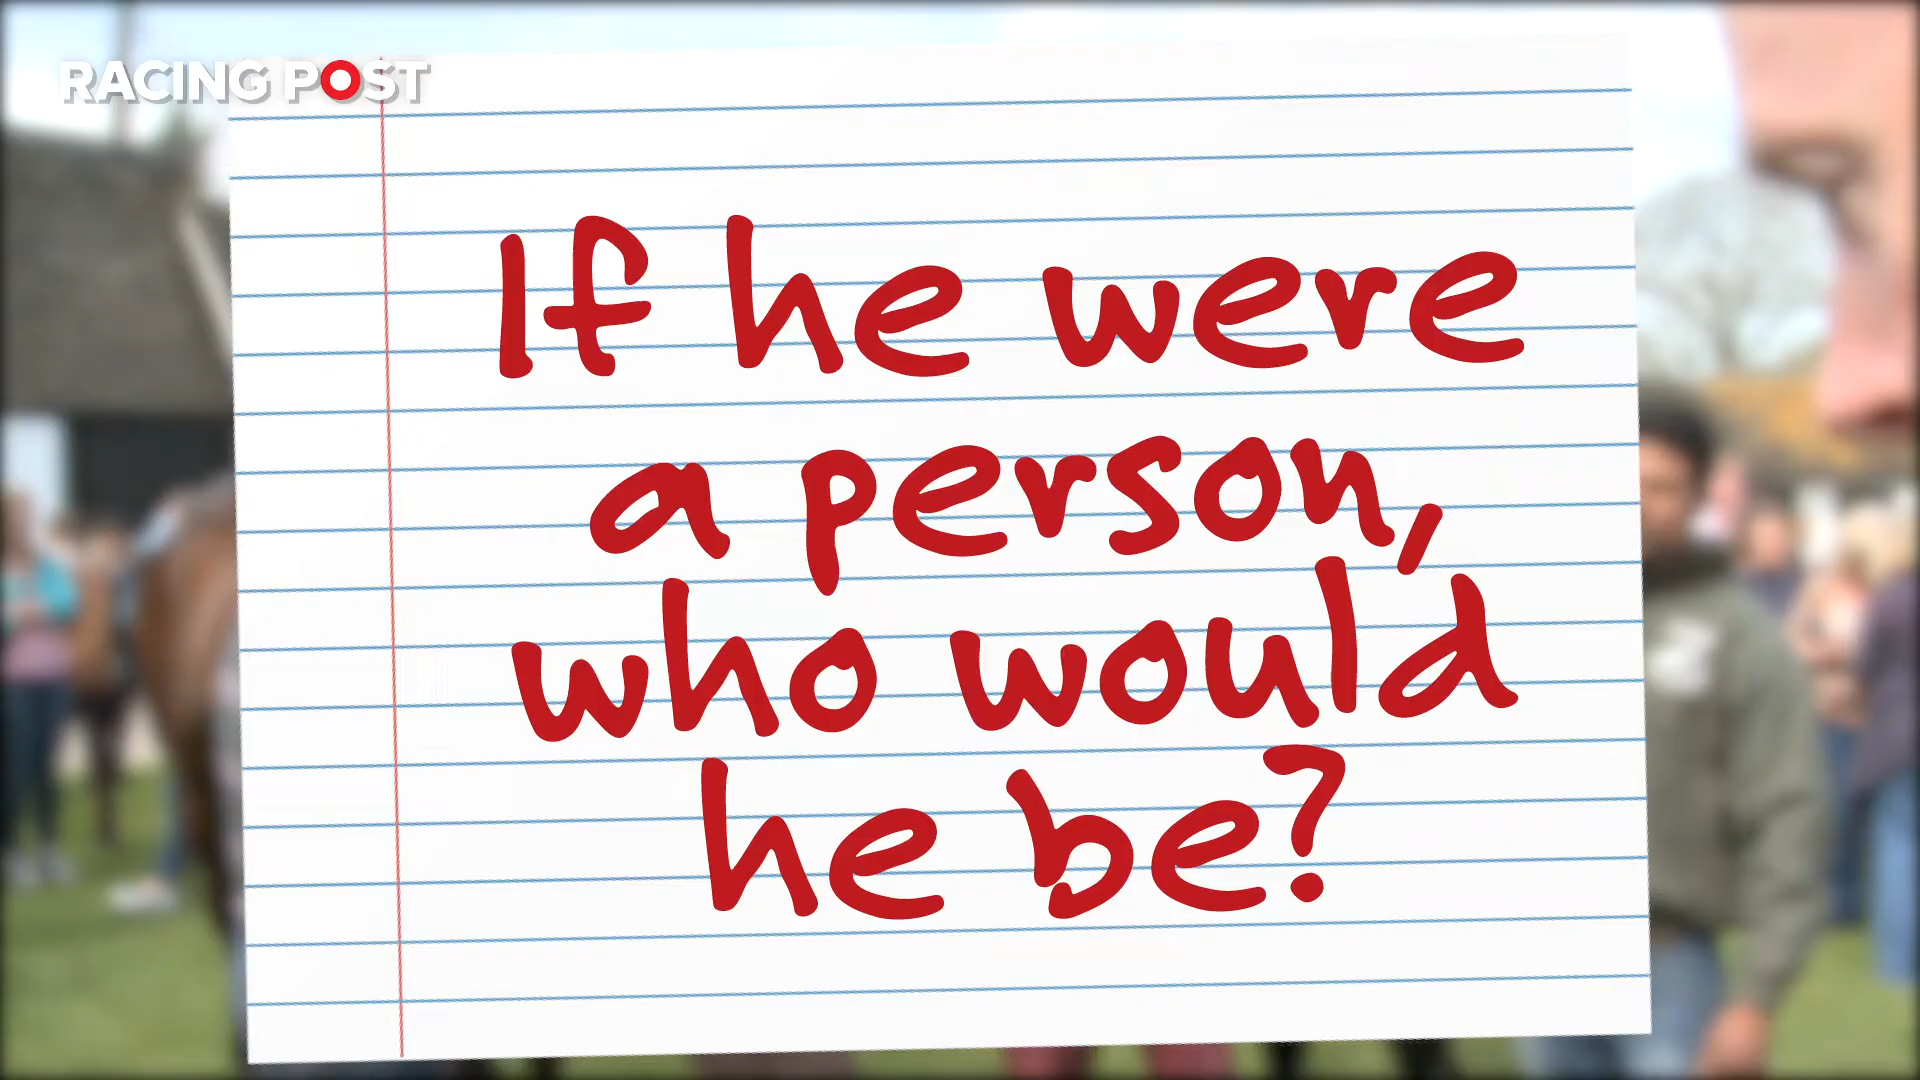 RACING POST
If he were
a person,
who would
he be?